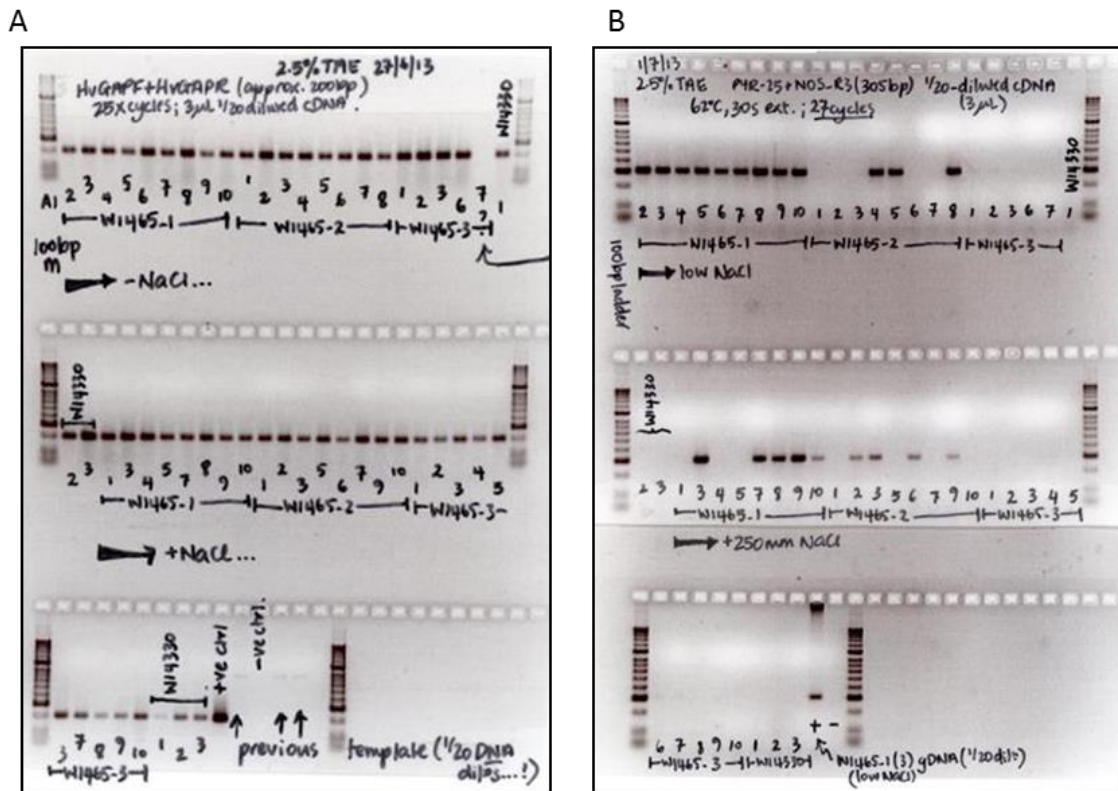 A
B
2.5% TAE 27/6/13
HvGAPF+HvGAPR (approx. 200bp)
25x cycles; 3µL 1/20 diluted cDNA.
W14330
A1 2 3 4 5 6 7 8 9 10 1 2 3 4 5 6 7 8 1 2 3 6 7 1
W1465-1 W1465-2 W1465-3 ?
100bp
M
-NaCl...
W14330
2 3 1 3 4 5 7 8 9 10 1 2 3 5 6 7 9 10 1 2 3 4 5
W1465-1 W1465-2 W1465-3
+NaCl...
W14330 +ve ctrl -ve ctrl.
3 7 8 9 10 1 2 3 previous template (1/20 DNA
W1465-3 dil'ns....!)
1/7/13
2.5% TAE PYR-25+NOS-R3 (305bp) 1/20-diluted cDNA
62°C, 30s ext.; 27cycles (3µL)
W14330
2 3 4 5 6 7 8 9 10 1 2 3 4 5 6 7 8 1 2 3 6 7 1
W1465-1 W1465-2 W1465-3
100bp ladder
low NaCl
W14330
2 3 1 3 4 5 7 8 9 10 1 2 3 5 6 7 9 10 1 2 3 4 5
W1465-1 W1465-2 W1465-3
+250mm NaCl
+ -
6 7 8 9 10 1 2 3 W1465-1(3) gDNA (1/20 dil'n)
W1465-3 W14330 (low NaCl)